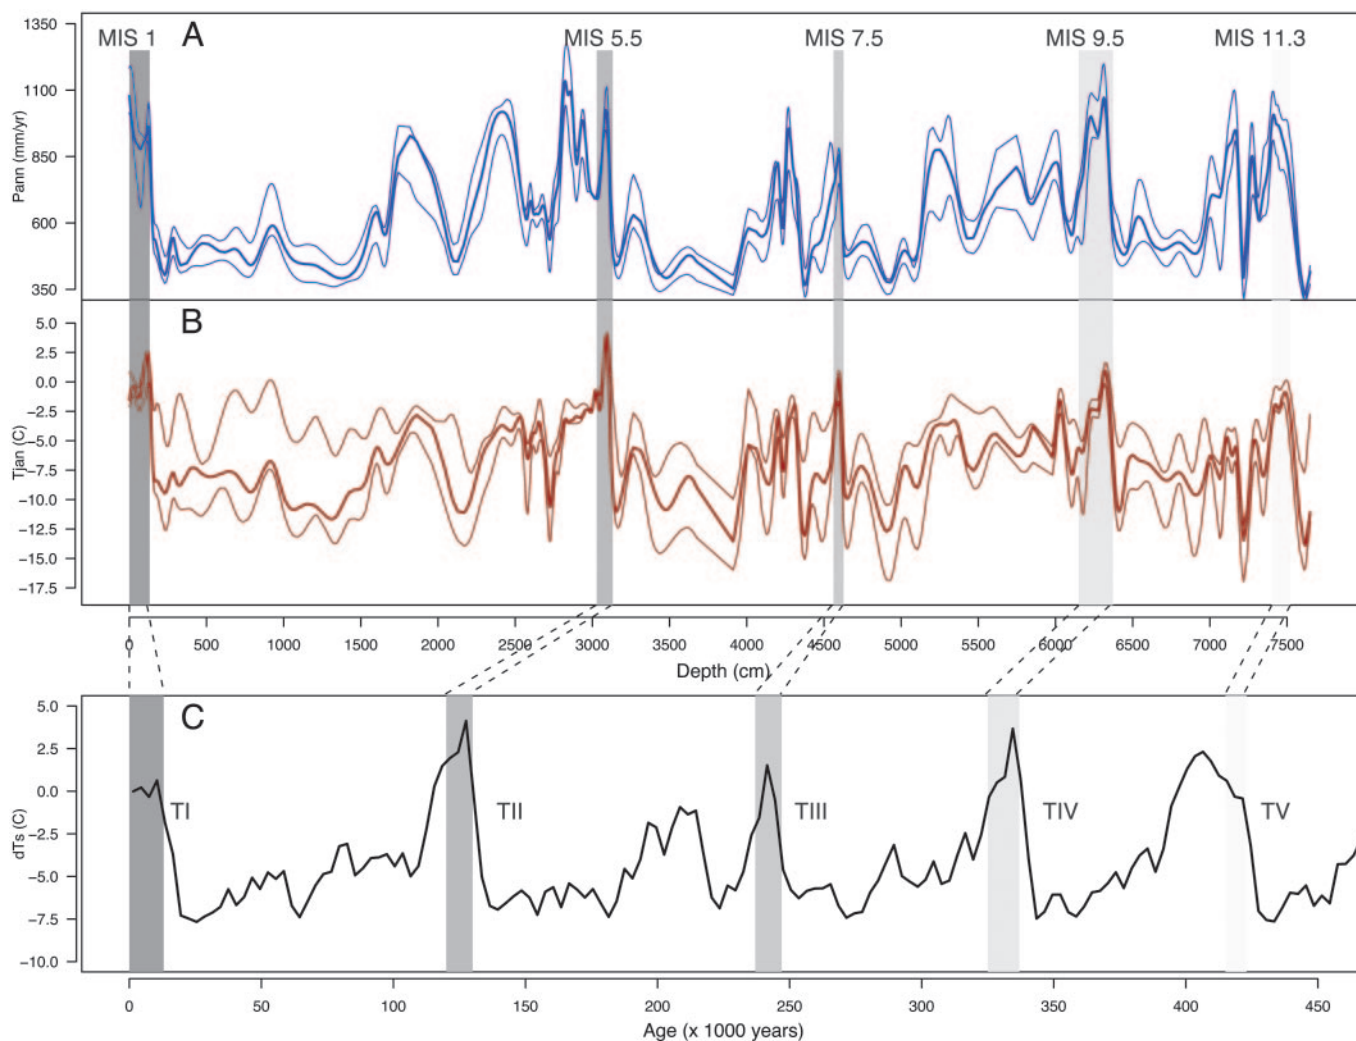 A
MIS 1
MIS 5.5
MIS 7.5
MIS 9.5
MIS 11.3
1350
1100
850
600
350
Pann (mm/yr)
B
5.0
2.5
0.0
−2.5
−5.0
−7.5
−10.0
−12.5
−15.0
−17.5
Tjan (C)
0 500 1000 1500 2000 2500 3000 3500 4000 4500 5000 5500 6000 6500 7000 7500
Depth (cm)
C
5.0
2.5
0.0
−2.5
−5.0
−7.5
−10.0
dTs (C)
TI TII TIII TIV TV
0 50 100 150 200 250 300 350 400 450
Age (x 1000 years)